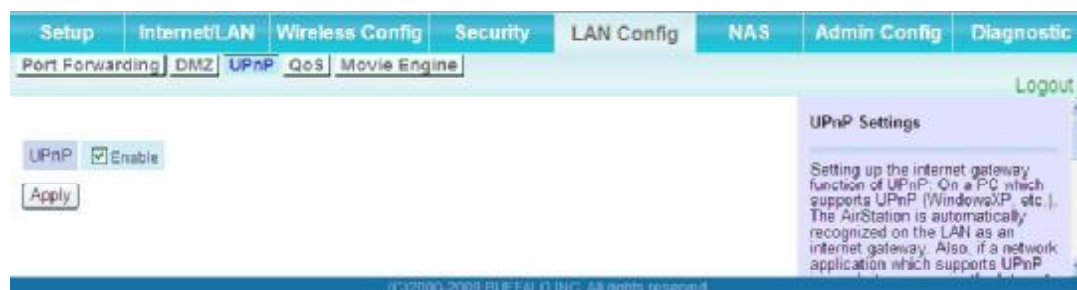 Setup Internet/LAN Wireless Config Security LAN Config NAS Admin Config Diagnostic
Port Forwarding DMZ UPnP QoS Movie Engine
Logout
UPnP Settings
UPnP Enable
Apply
Setting up the internet gateway
function of UPnP: On a PC which
supports UPnP (WindowsXP, etc.).
The AirStation is automatically
recognized on the LAN as an
internet gateway. Also, if a network
application which supports UPnP
(C)2000-2009 BUFFALO INC. All rights reserved.